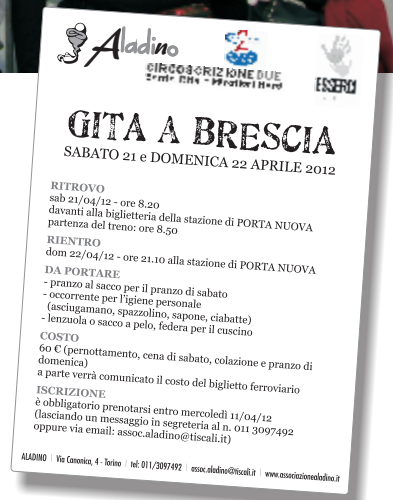 Aladino
CIRCOSCRIZIONE DUE
Santa Rita - Mirafiori Nord
ESSERCI
GITA A BRESCIA
SABATO 21 e DOMENICA 22 APRILE 2012
RITROVO
sab 21/04/12 - ore 8.20
davanti alla biglietteria della stazione di PORTA NUOVA
partenza del treno: ore 8.50
RIENTRO
dom 22/04/12 - ore 21.10 alla stazione di PORTA NUOVA
DA PORTARE
- pranzo al sacco per il pranzo di sabato
- occorrente per l'igiene personale
(asciugamano, spazzolino, sapone, ciabatte)
- lenzuola o sacco a pelo, federa per il cuscino
COSTO
60 € (pernottamento, cena di sabato, colazione e pranzo di
domenica)
a parte verrà comunicato il costo del biglietto ferroviario
ISCRIZIONE
è obbligatorio prenotarsi entro mercoledì 11/04/12
(lasciando un messaggio in segreteria al n. 011 3097492
oppure via email: assoc.aladino@tiscali.it)
ALADINO | Via Canonica, 4 - Torino | tel: 011/3097492 | assoc.aladino@tiscali.it | www.associazionealadino.it